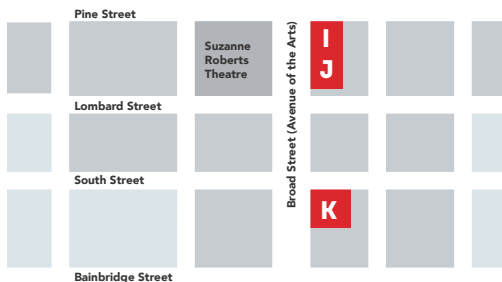 Pine Street
Suzanne
Roberts
Theatre
Broad Street (Avenue of the Arts)
I
J
Lombard Street
South Street
K
Bainbridge Street